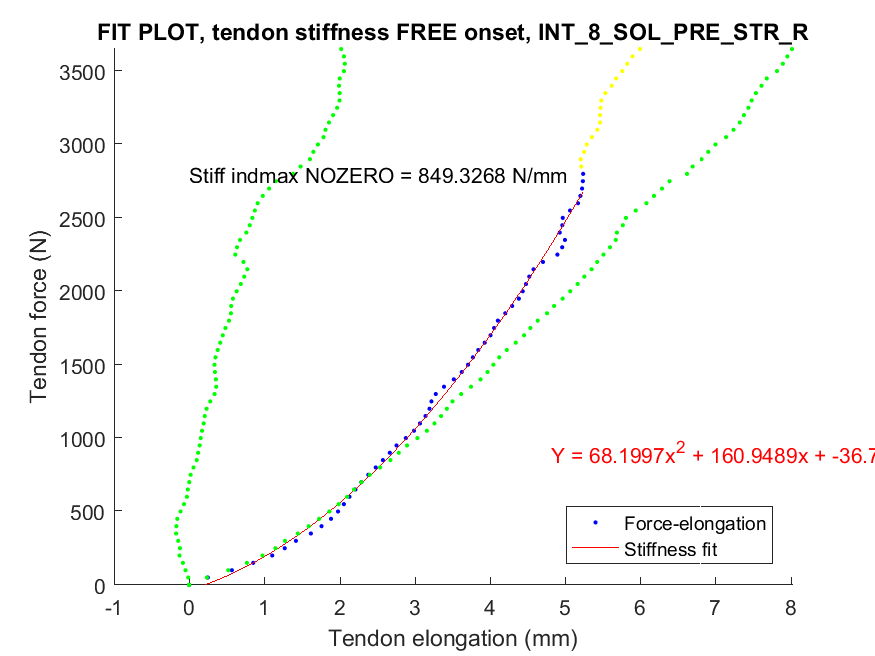 FIT PLOT, tendon stiffness FREE onset, INT_8_SOL_PRE_STR_R
3500
3000
2500
2000
1500
1000
500
0
Tendon force (N)
Stiff indmax NOZERO = 849.3268 N/mm
Y = 68.1997x² + 160.9489x + -36.7
Force-elongation
Stiffness fit
-1 0 1 2 3 4 5 6 7 8
Tendon elongation (mm)